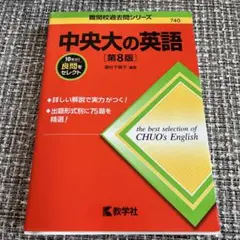 難関校過去問シリーズ
740
中央大の英語
[第8版]
10年分!
良問を
セレクト
●詳しい解説で実力がつく!
●出題形式別に75題を
精選!
the best selection of
CHUO's English
教学社